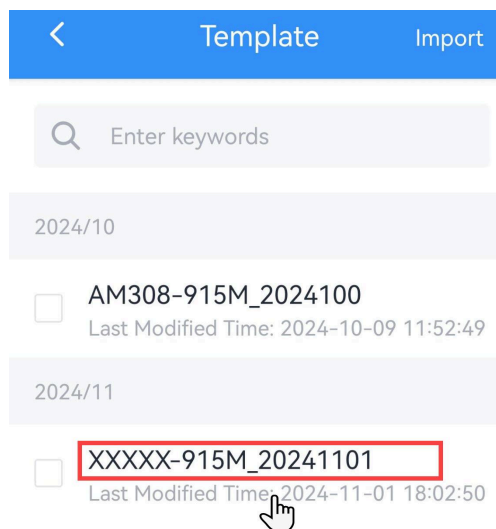 Template
Import
Enter keywords
2024/10
AM308-915M_2024100
Last Modified Time: 2024-10-09 11:52:49
2024/11
XXXXX-915M_20241101
Last Modified Time: 2024-11-01 18:02:50